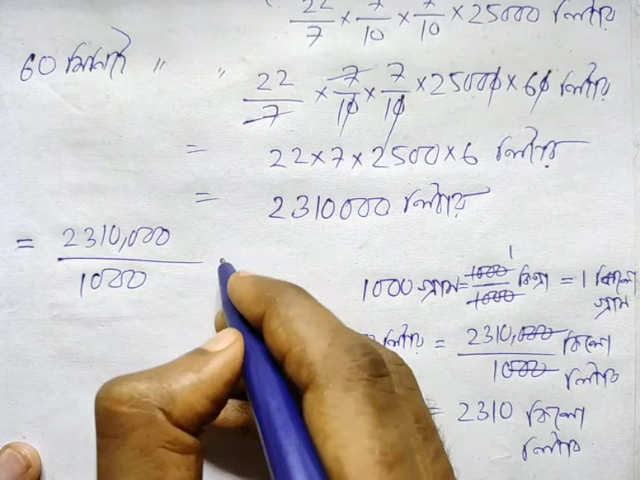 22/7 × 7/10 × 7/10 × 25000 লিটার
60 মিনিটে " " 22/7 × 7/10 × 7/10 × 25000 × 60 লিটার
= 22×7×2500×6 লিটার
= 2310000 লিটার
= 2310,000/1000
1000 গ্রাম = 1000/1000 কিগ্রা = 1 কিলোগ্রাম
লিটার = 2310,000/1000 কিলো লিটার
= 2310 কিলো লিটার